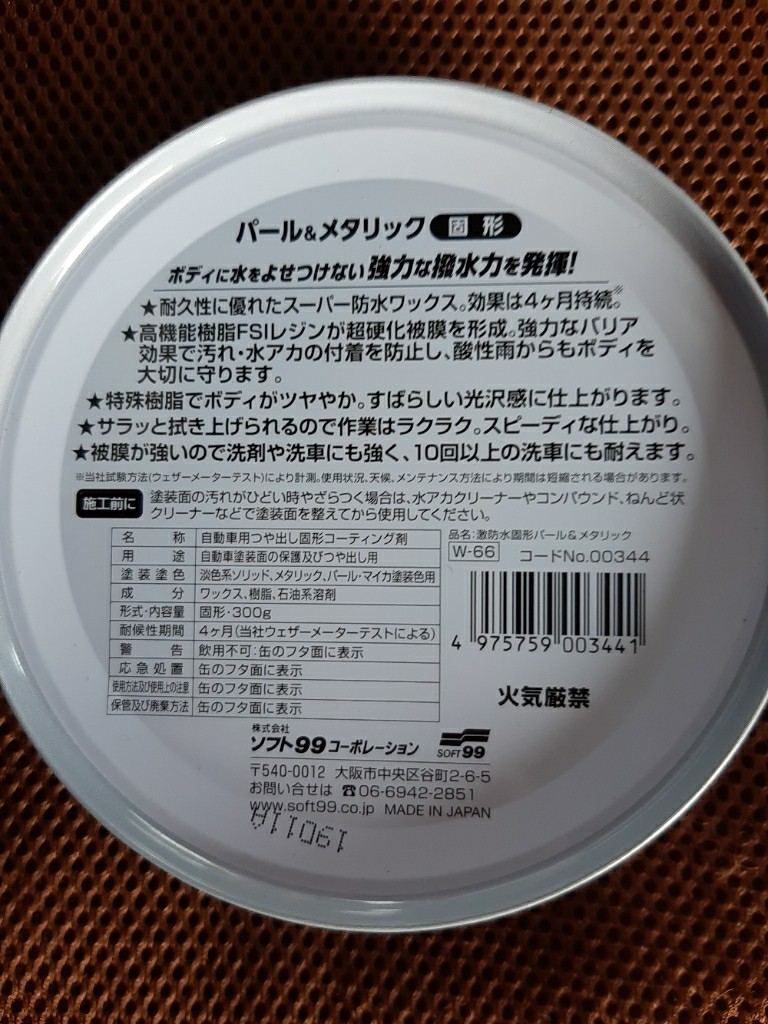 パール&メタリック 固形
ボディに水をよせつけない強力な撥水力を発揮!
★耐久性に優れたスーパー防水ワックス。効果は4ヶ月持続。※
★高機能樹脂FSIレジンが超硬化被膜を形成。強力なバリア
効果で汚れ・水アカの付着を防止し、酸性雨からもボディを
大切に守ります。
★特殊樹脂でボディがツヤやか。すばらしい光沢感に仕上がります。
★サラッと拭き上げられるので作業はラクラク。スピーディな仕上がり。
★被膜が強いので洗剤や洗車にも強く、10回以上の洗車にも耐えます。
※当社試験方法(ウェザーメーターテスト)により計測。使用状況、天候、メンテナンス方法により期間は短縮される場合があります。
施工前に 塗装面の汚れがひどい時やざらつく場合は、水アカクリーナーやコンパウンド、ねんど状
クリーナーなどで塗装面を整えてから使用してください。
名称 自動車用つや出し固形コーティング剤
用途 自動車塗装面の保護及びつや出し用
塗装塗色 淡色系ソリッド、メタリック、パール・マイカ塗装色用
成分 ワックス、樹脂、石油系溶剤
形式・内容量 固形・300g
耐候性期間 4ヶ月(当社ウェザーメーターテストによる)
警告 飲用不可:缶のフタ面に表示
応急処置 缶のフタ面に表示
使用方法及び使用上の注意 缶のフタ面に表示
保管及び廃棄方法 缶のフタ面に表示
品名:激防水固形パール&メタリック
W-66 コードNo.00344
4 975759 003441
火気厳禁
株式会社
ソフト99コーポレーション SOFT99
〒540-0012 大阪市中央区谷町2-6-5
お問い合せは ☎06-6942-2851
www.soft99.co.jp MADE IN JAPAN
19011A